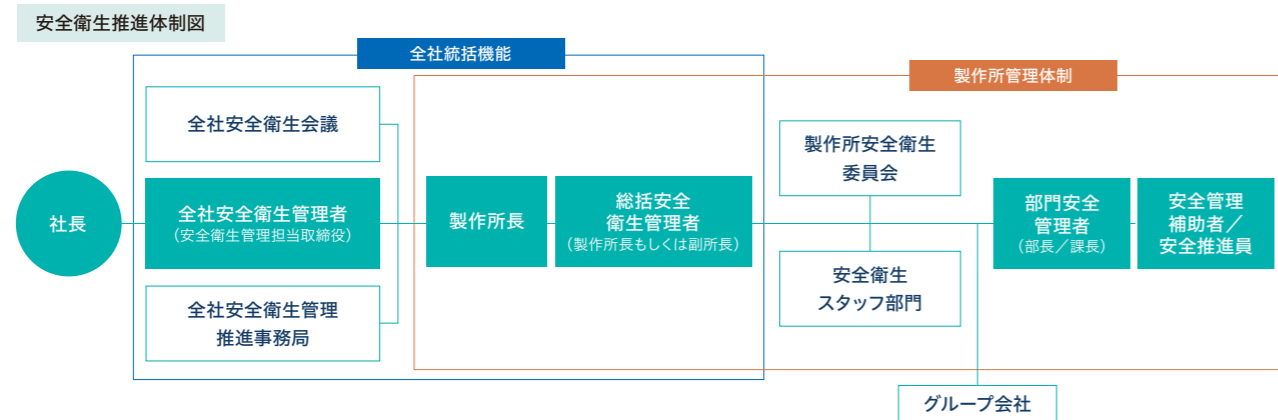 安全衛生推進体制図
全社統括機能
製作所管理体制
全社安全衛生会議
社長
全社安全衛生管理者
（安全衛生管理担当取締役）
全社安全衛生管理
推進事務局
製作所長
総括安全
衛生管理者
（製作所長もしくは副所長）
製作所安全衛生
委員会
安全衛生
スタッフ部門
部門安全
管理者
（部長／課長）
安全管理
補助者／
安全推進員
グループ会社